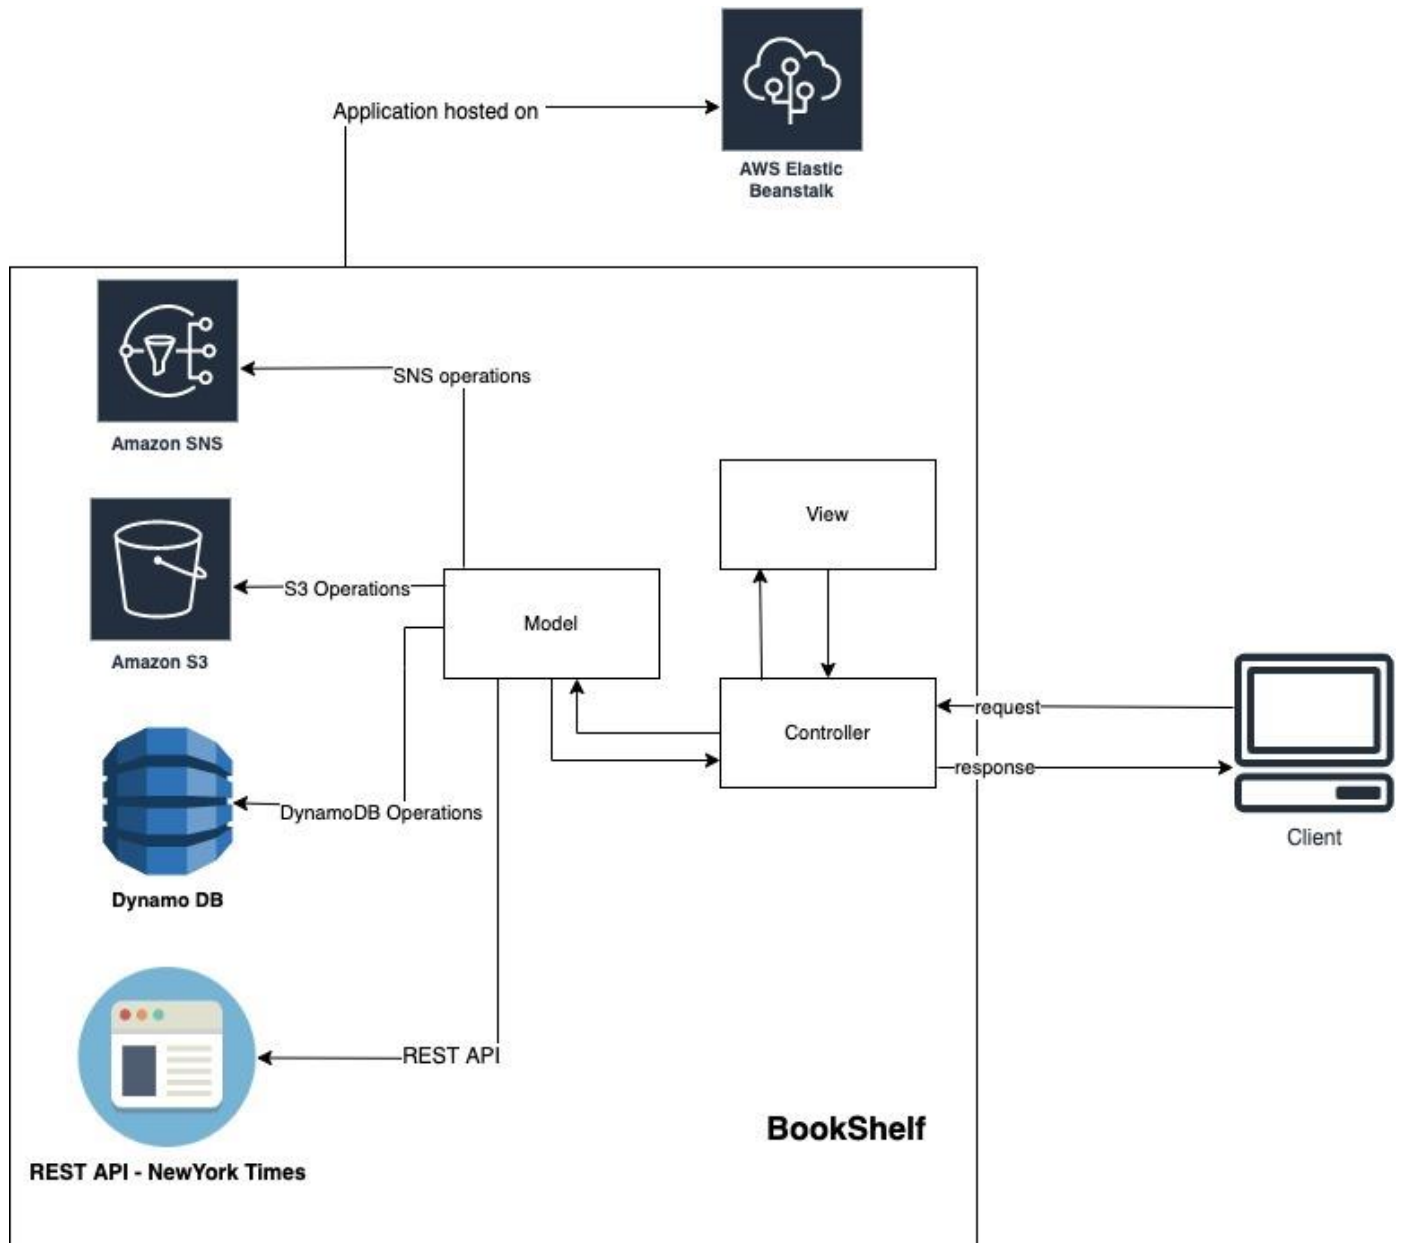 Application hosted on
AWS Elastic
Beanstalk
SNS operations
Amazon SNS
View
S3 Operations
Model
Amazon S3
request
Controller
response
DynamoDB Operations
Client
Dynamo DB
REST API
BookShelf
REST API - NewYork Times